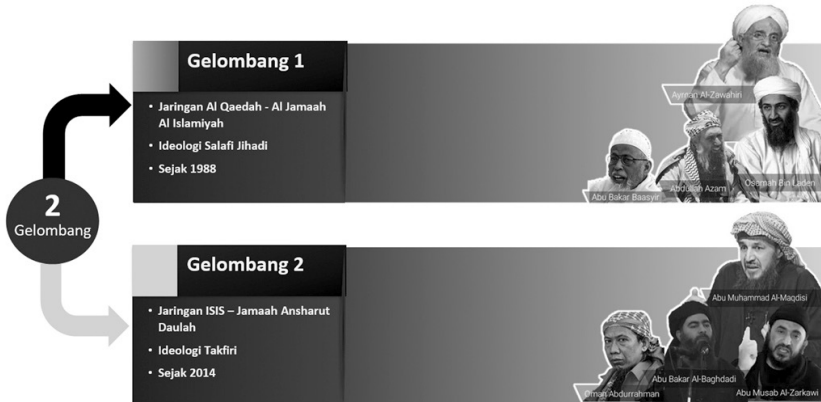 2
Gelombang
Gelombang 1
• Jaringan Al Qaedah - Al Jamaah
Al Islamiyah
• Ideologi Salafi Jihadi
• Sejak 1988
Ayman Al-Zawahiri
Osamah Bin Laden
Abdullah Azam
Abu Bakar Baasyir
Gelombang 2
• Jaringan ISIS – Jamaah Ansharut
Daulah
• Ideologi Takfiri
• Sejak 2014
Abu Muhammad Al-Maqdisi
Abu Bakar Al-Baghdadi
Oman Abdurrahman
Abu Musab Al-Zarkawi